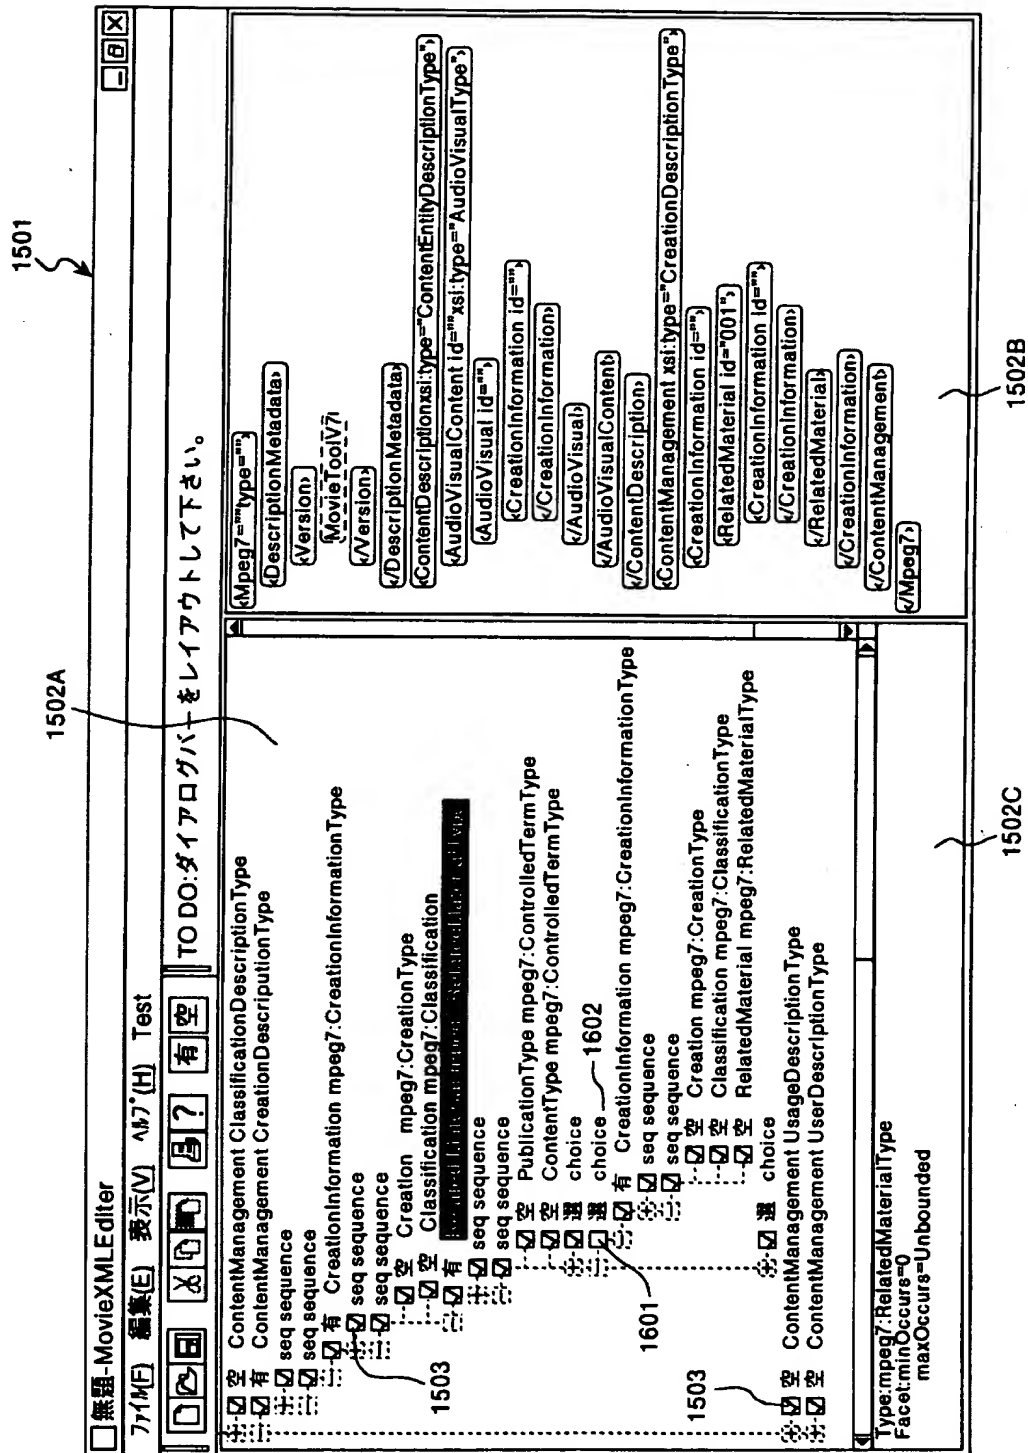 1501
無題-MovieXMLEditer
ファイル(F) 編集(E) 表示(V) ヘルプ(H) Test
? 有 空 TODO:ダイアログバーをレイアウトして下さい。
1502A
空 ContentManagement ClassificationDescriptionType
有 ContentManagement CreationDescriputionType
seq sequence
seq sequence
有 CreationInformation mpeg7:CreationInformationType
seq sequence
seq sequence
空 Creation mpeg7:CreationType
空 Classification mpeg7:Classification
有
seq sequence
seq sequence
空 PublicationType mpeg7:ControlledTermType
空 ContentType mpeg7:ControlledTermType
選 choice
選 choice
1602
有 CreationInformation mpeg7:CreationInformationType
seq sequence
seq sequence
空 Creation mpeg7:CreationType
空 Classification mpeg7:ClassificationType
空 RelatedMaterial mpeg7:RelatedMaterialType
選 choice
空 ContentManagement UsageDescriptionType
空 ContentManagement UserDescriptionType
1503
1601
1503
<Mpeg7=""type="">
<DescriptionMetadata>
<Version>
MovieToolV7
</Version>
</DescriptionMetadata>
<ContentDescriptionxsi:type="ContentEntityDescriptionType">
<AudioVisualContent id=""xsi:type="AudioVisualType">
<AudioVisual id="">
<CreationInformation id="">
</CreationInformation>
</AudioVisual>
</AudioVisualContent>
</ContentDescription>
<ContentManagement xsi:type="CreationDescriptionType">
<CreationInformation id="">
<RelatedMaterial id="001">
<CreationInformation id="">
</CreationInformation>
</RelatedMaterial>
</CreationInformation>
</ContentManagement>
</Mpeg7>
1502B
Type:mpeg7:RelatedMaterialType
Facet:minOccurs=0
maxOccurs=Unbounded
1502C